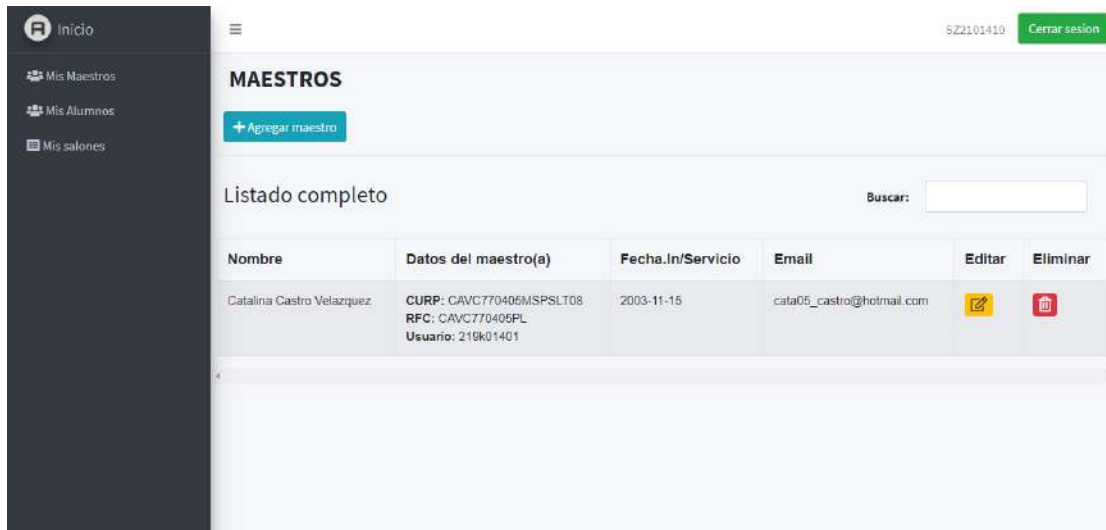 Inicio
SZ2101410
Cerrar sesion
Mis Maestros
Mis Alumnos
Mis salones
MAESTROS
Agregar maestro
Listado completo
Buscar:
Nombre Datos del maestro(a) Fecha.In/Servicio Email Editar Eliminar
Catalina Castro Velazquez CURP: CAVC770405MSPSLT08 2003-11-15 cata05_castro@hotmail.com
RFC: CAVC770405PL
Usuario: 219k01401